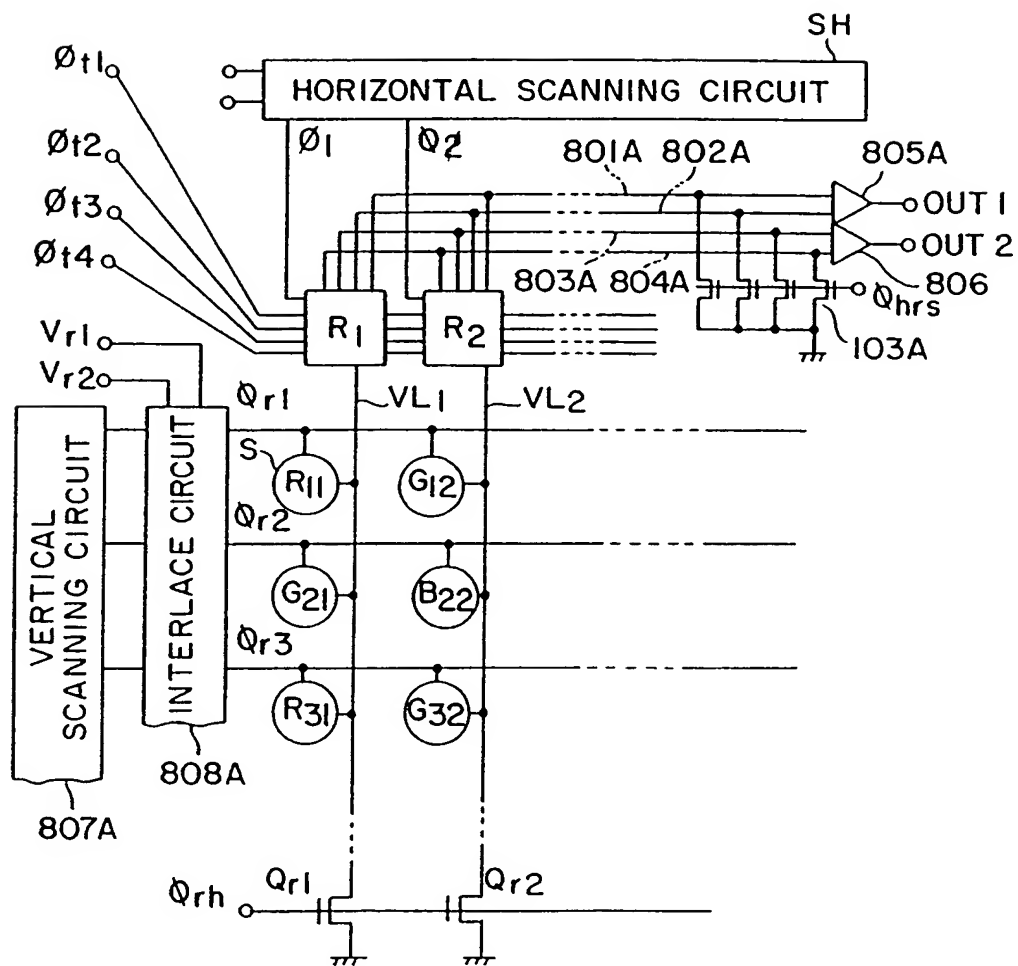 SH
Øt1
HORIZONTAL SCANNING CIRCUIT
Øt2
Ø1
Ø2
801A
802A
805A
Øt3
OUT 1
Øt4
OUT 2
803A
804A
806
R1
R2
Øhrs
103A
Vr1
Vr2
Ør1
VL1
VL2
S
R11
G12
VERTICAL SCANNING CIRCUIT
INTERLACE CIRCUIT
Ør2
G21
B22
Ør3
R31
G32
808A
807A
Ørh
Qr1
Qr2